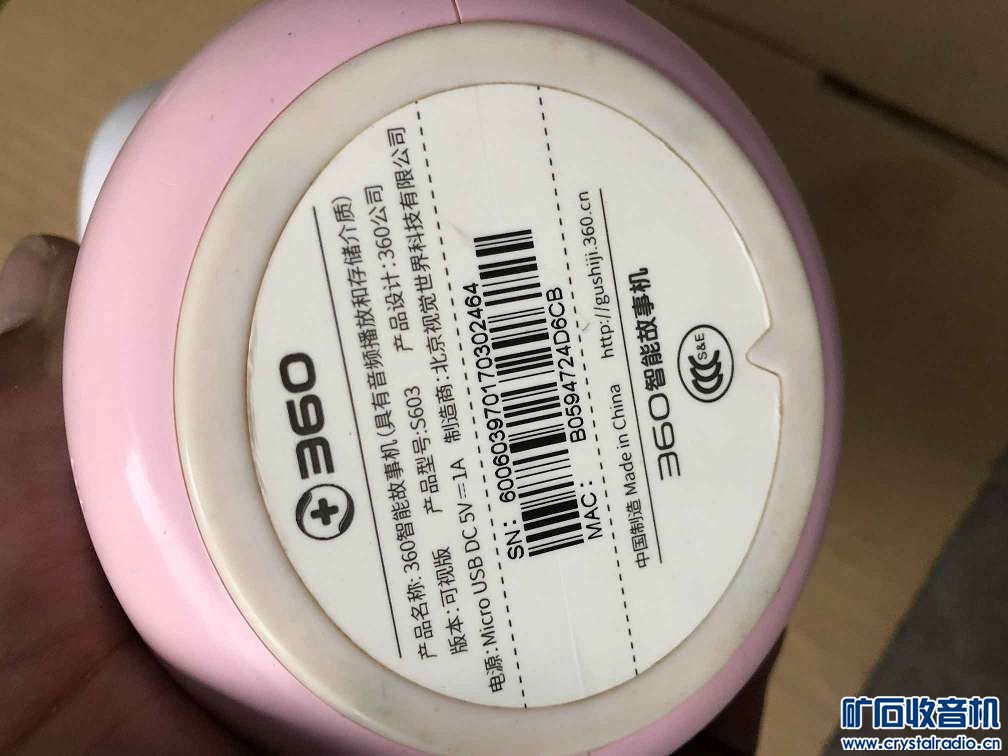 360
产品名称: 360智能故事机(具有音频播放和存储介质)
版本:可视版 产品型号:S603 产品设计:360公司
电源:Micro USB DC 5V⎓1A 制造商:北京视觉世界科技有限公司
SN: 600603970170302464
MAC: B0594724D6CB
中国制造 Made in China http://gushiji.360.cn
360智能故事机
S&E
矿石收音机
www.crystalradio.cn